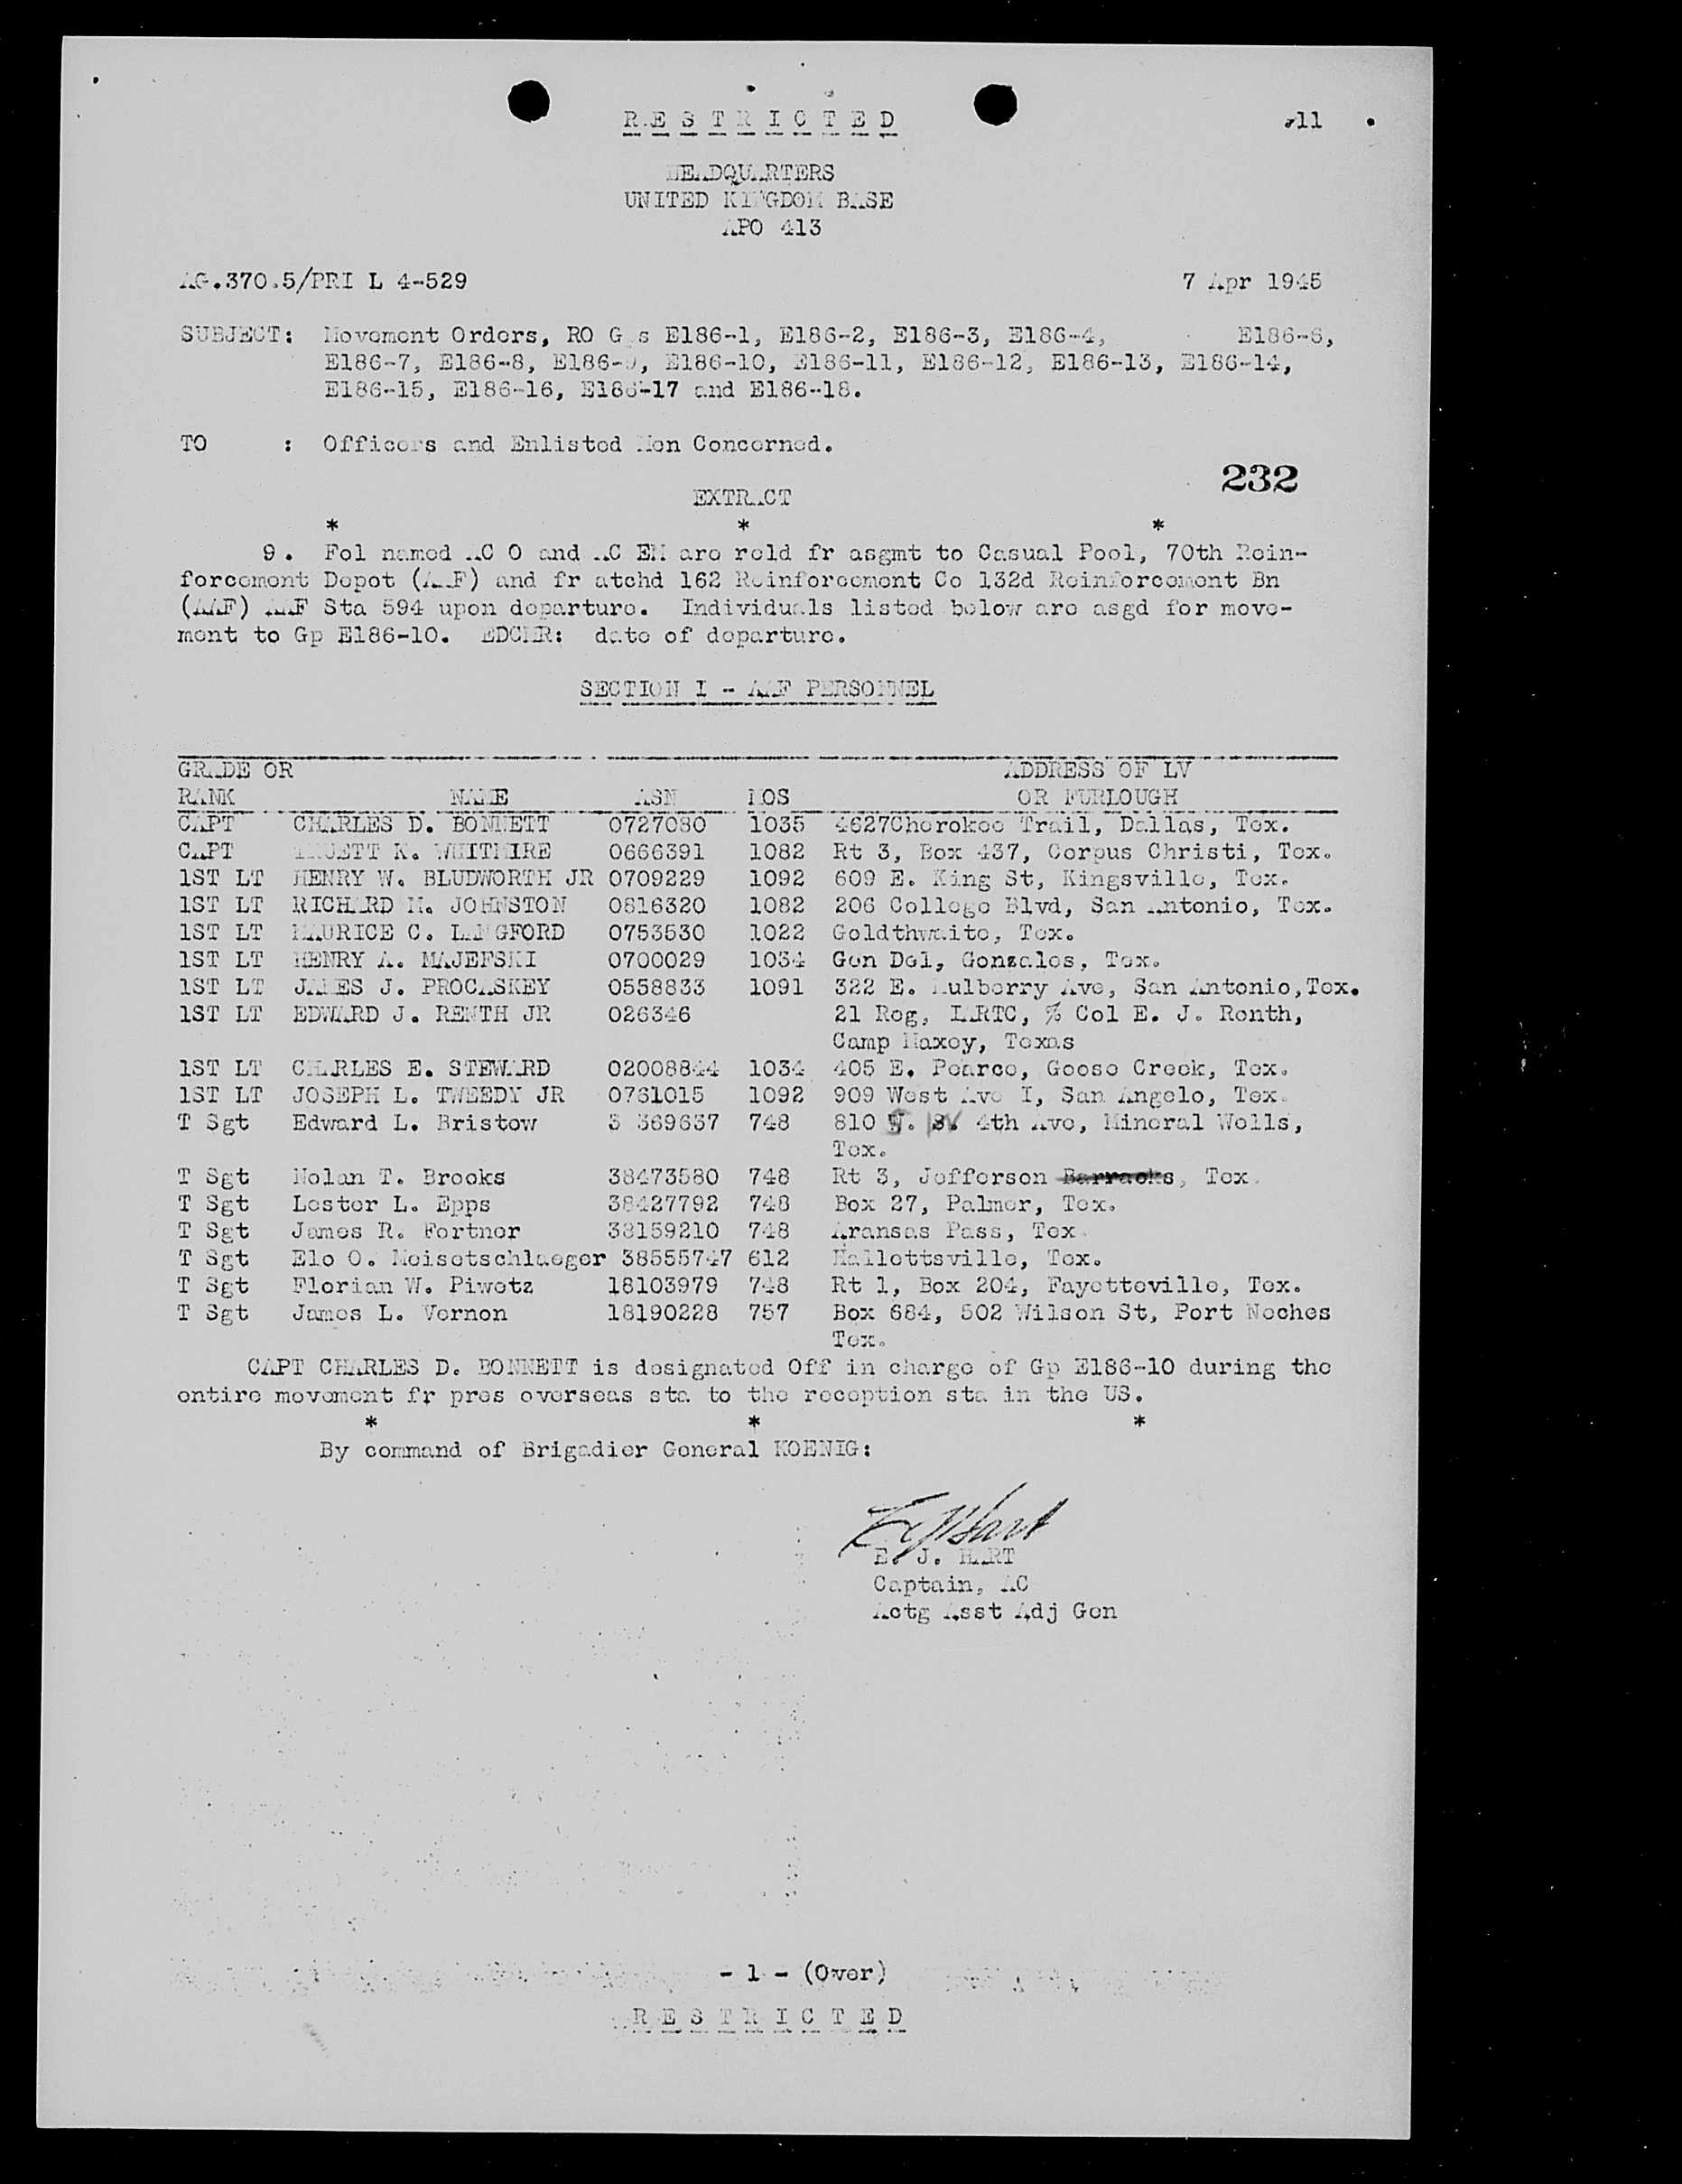 R E S T R I C T E D
11
HEADQUARTERS
UNITED KINGDOM BASE
APO 413
AG.370.5/PRI L 4-529 7 Apr 1945
SUBJECT: Movement Orders, RO Gps E186-1, E186-2, E186-3, E186-4, E186-6,
E186-7, E186-8, E186-9, E186-10, E186-11, E186-12, E186-13, E186-14,
E186-15, E186-16, E186-17 and E186-18.
TO : Officers and Enlisted Men Concerned.
232
EXTRACT
* * *
9. Fol named AC O and AC EM are reld fr asgmt to Casual Pool, 70th Rein-
forcement Depot (AAF) and fr atchd 162 Reinforcement Co 132d Reinforcement Bn
(AAF) AAF Sta 594 upon departure. Individuals listed below are asgd for move-
ment to Gp E186-10. EDCMR: date of departure.
SECTION I - AAF PERSONNEL
GRADE OR ADDRESS OF LV
RANK NAME ASN MOS OR FURLOUGH
CAPT CHARLES D. BONNETT 0727080 1035 4627Cherokee Trail, Dallas, Tex.
CAPT K. WHITMIRE 0666391 1082 Rt 3, Box 437, Corpus Christi, Tex.
1ST LT HENRY W. BLUDWORTH JR 0709229 1092 609 E. King St, Kingsville, Tex.
1ST LT RICHARD M. JOHNSTON 0816320 1082 206 College Blvd, San Antonio, Tex.
1ST LT MAURICE C. LANGFORD 0753530 1022 Goldthwaite, Tex.
1ST LT HENRY A. MAJEFSKI 0700029 1034 Gen Del, Gonzales, Tex.
1ST LT JAMES J. PROCASKEY 0558833 1091 322 E. Mulberry Ave, San Antonio,Tex.
1ST LT EDWARD J. RENTH JR 026346 21 Reg, IARTC, % Col E. J. Renth,
Camp Maxey, Texas
1ST LT CHARLES E. STEWARD 02008844 1034 405 E. Pearce, Goose Creek, Tex.
1ST LT JOSEPH L. TWEEDY JR 0761015 1092 909 West Ave I, San Angelo, Tex.
T Sgt Edward L. Bristow 3 369637 748 810 4th Ave, Mineral Wells,
Tex.
T Sgt Nolan T. Brooks 38473580 748 Rt 3, Jefferson Barracks, Tex.
T Sgt Lester L. Epps 38427792 748 Box 27, Palmer, Tex.
T Sgt James R. Fortner 38159210 748 Aransas Pass, Tex.
T Sgt Elo O. Meisetschlaeger 38555747 612 Hallettsville, Tex.
T Sgt Florian W. Piwetz 18103979 748 Rt 1, Box 204, Fayetteville, Tex.
T Sgt James L. Vernon 18190228 757 Box 684, 502 Wilson St, Port Neches
Tex.
CAPT CHARLES D. BONNETT is designated Off in charge of Gp E186-10 during the
entire movement fr pres overseas sta to the reception sta in the US.
* * *
By command of Brigadier General KOENIG:
E J Hart
E. J. HART
Captain, AC
Actg Asst Adj Gen
- 1 - (Over)
R E S T R I C T E D